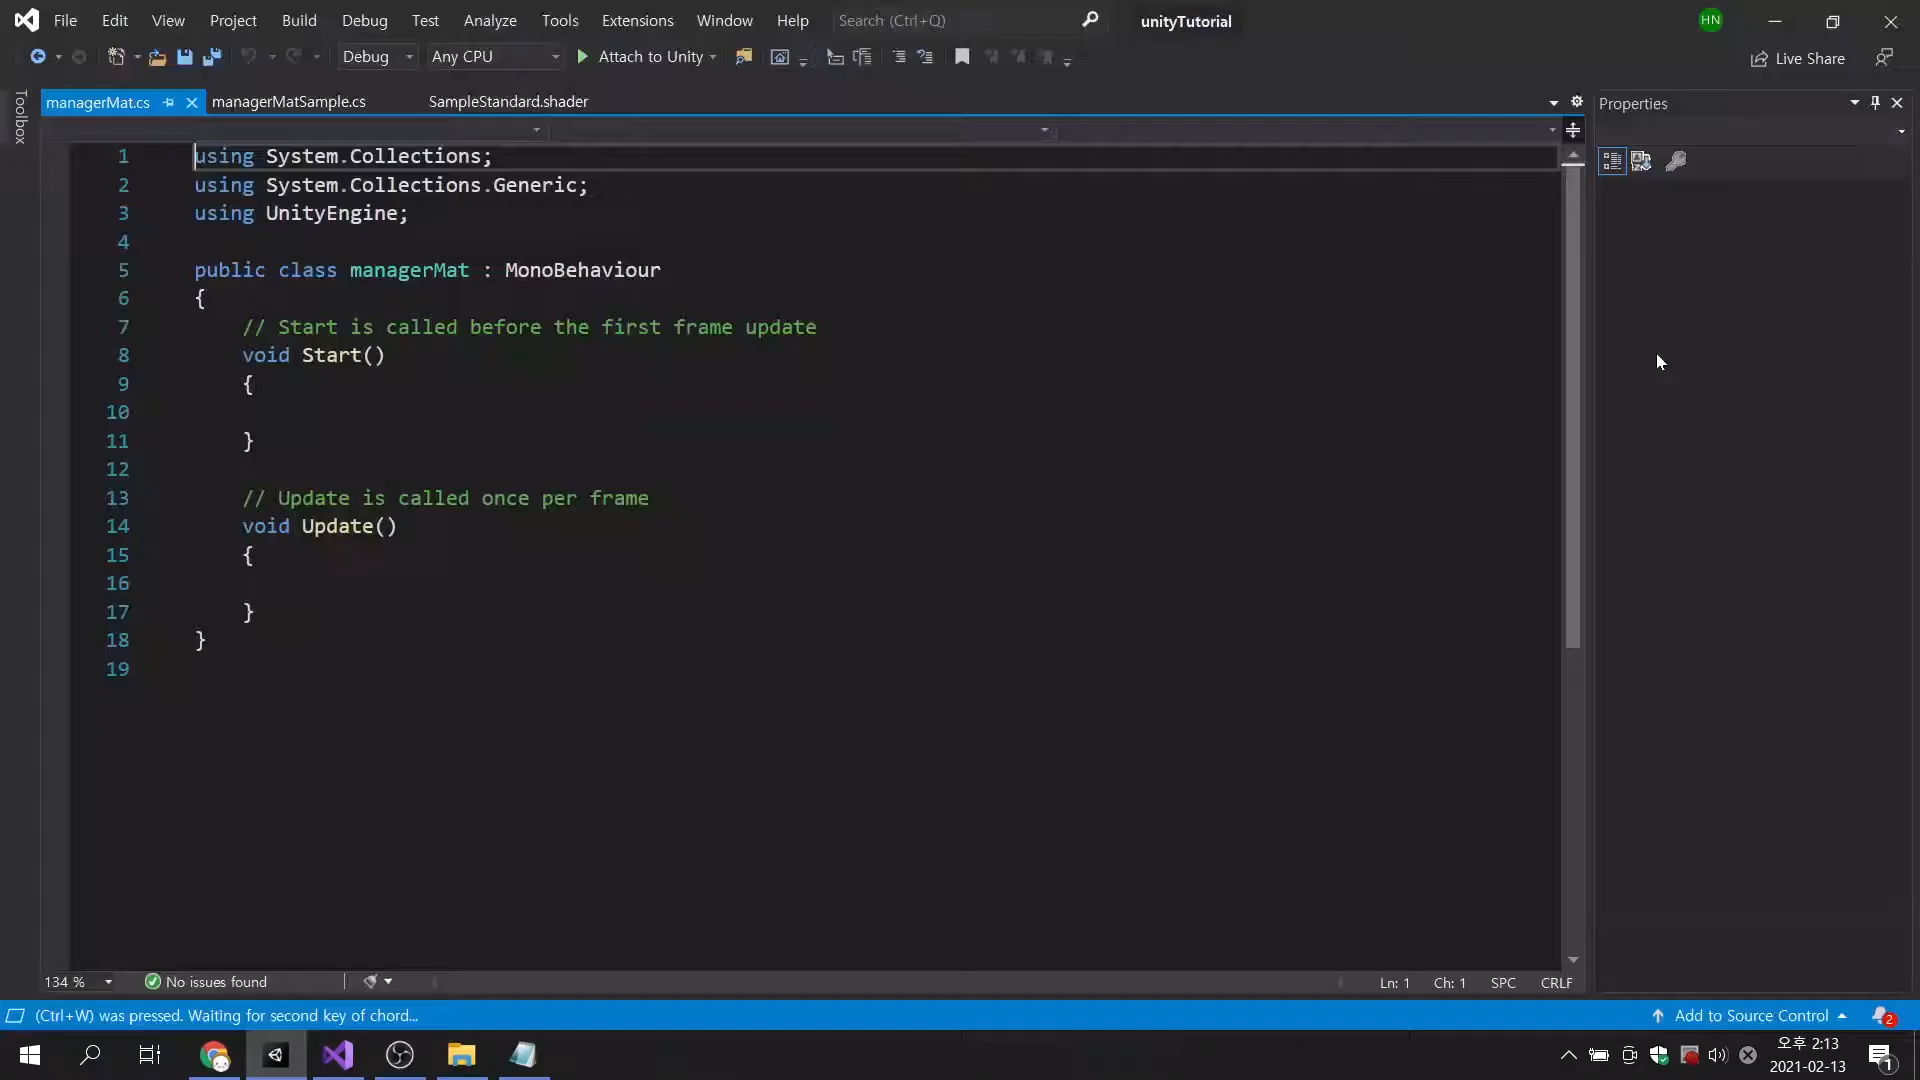 File Edit View Project Build Debug Test Analyze Tools Extensions Window Help Search (Ctrl+Q) unityTutorial HN
Debug Any CPU Attach to Unity Live Share
Toolbox
managerMat.cs managerMatSample.cs SampleStandard.shader
Properties
1 using System.Collections;
2 using System.Collections.Generic;
3 using UnityEngine;
4
5 public class managerMat : MonoBehaviour
6 {
7 // Start is called before the first frame update
8 void Start()
9 {
10
11 }
12
13 // Update is called once per frame
14 void Update()
15 {
16
17 }
18 }
19
134 % No issues found Ln: 1 Ch: 1 SPC CRLF
(Ctrl+W) was pressed. Waiting for second key of chord... Add to Source Control 2
오후 2:13
2021-02-13
1